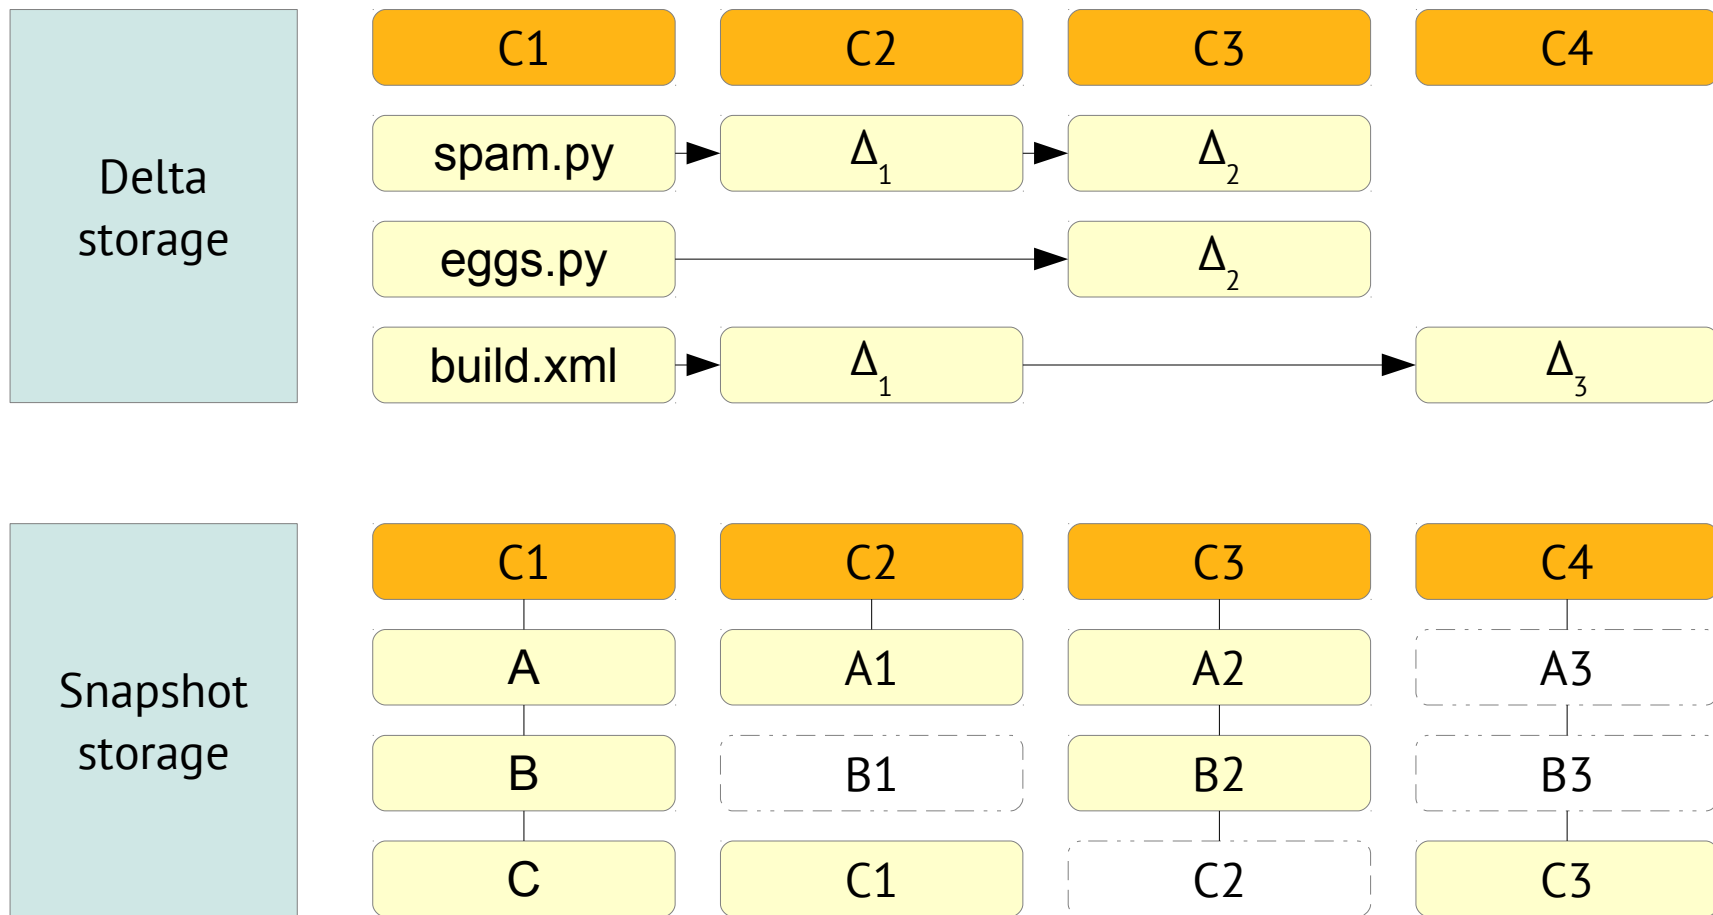 Delta
storage
C1 C2 C3 C4
spam.py Δ1 Δ2
eggs.py Δ2
build.xml Δ1 Δ3
Snapshot
storage
C1 C2 C3 C4
A A1 A2 A3
B B1 B2 B3
C C1 C2 C3